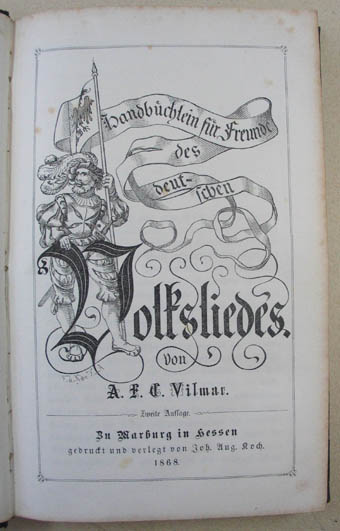 Handbüchlein für Freunde
des
deut-
schen
Volksliedes.
Von
A. F. C. Vilmar.
Zweite Auflage.
Zu Marburg in Hessen
gedruckt und verlegt von Joh. Aug. Koch.
1868.